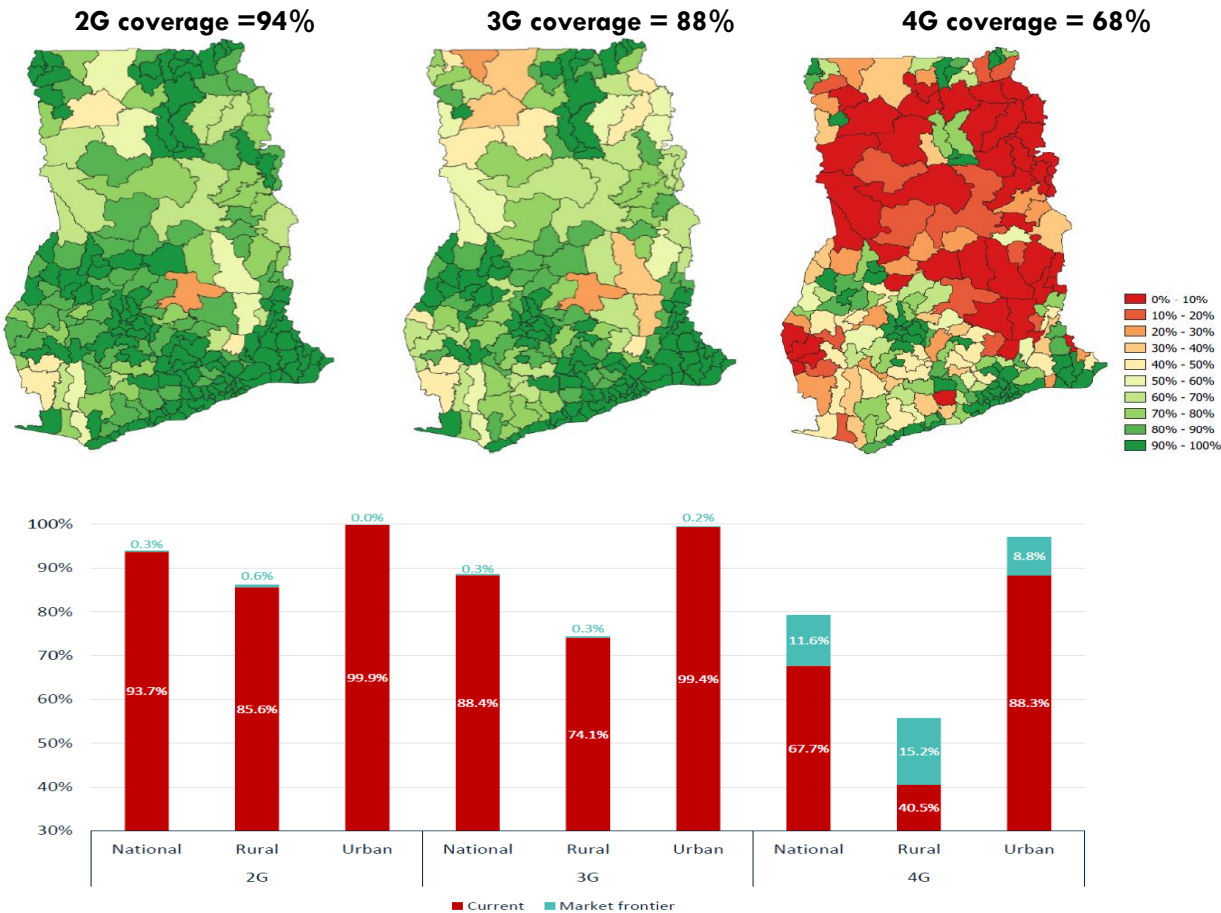 2G coverage =94%
3G coverage = 88%
4G coverage = 68%
0% - 10%
10% - 20%
20% - 30%
30% - 40%
40% - 50%
50% - 60%
60% - 70%
70% - 80%
80% - 90%
90% - 100%
100%
90%
80%
70%
60%
50%
40%
30%
0.3%
93.7%
0.6%
85.6%
0.0%
99.9%
0.3%
88.4%
0.3%
74.1%
0.2%
99.4%
11.6%
67.7%
15.2%
40.5%
8.8%
88.3%
National Rural Urban National Rural Urban National Rural Urban
2G 3G 4G
Current Market frontier